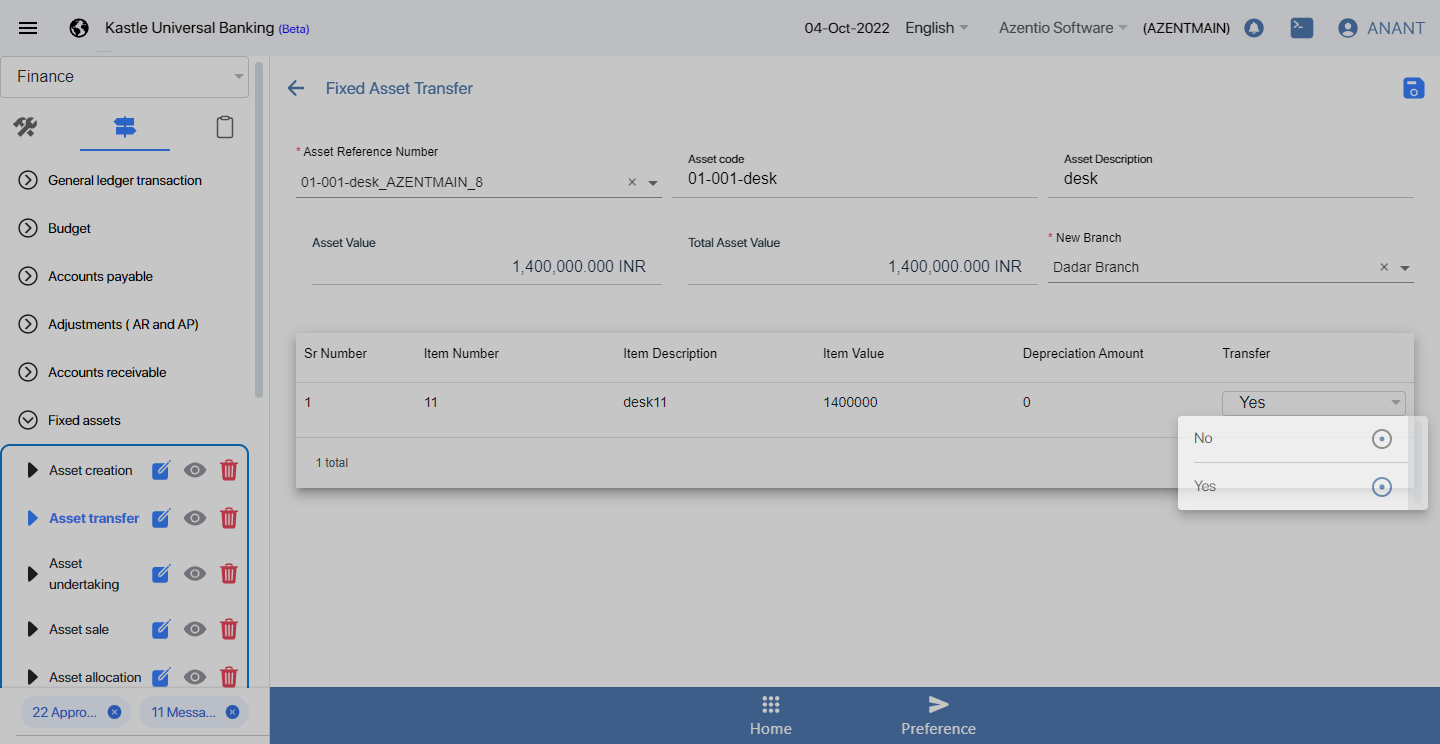 Kastle Universal Banking (Beta)
04-Oct-2022
English
Azentio Software
(AZENTMAIN)
ANANT
Finance
General ledger transaction
Budget
Accounts payable
Adjustments ( AR and AP)
Accounts receivable
Fixed assets
Asset creation
Asset transfer
Asset
undertaking
Asset sale
Asset allocation
22 Appro...
11 Messa...
Fixed Asset Transfer
* Asset Reference Number
01-001-desk_AZENTMAIN_8
Asset code
01-001-desk
Asset Description
desk
Asset Value
1,400,000.000 INR
Total Asset Value
1,400,000.000 INR
* New Branch
Dadar Branch
Sr Number Item Number Item Description Item Value Depreciation Amount Transfer
1 11 desk11 1400000 0 Yes
1 total
No
Yes
Home
Preference